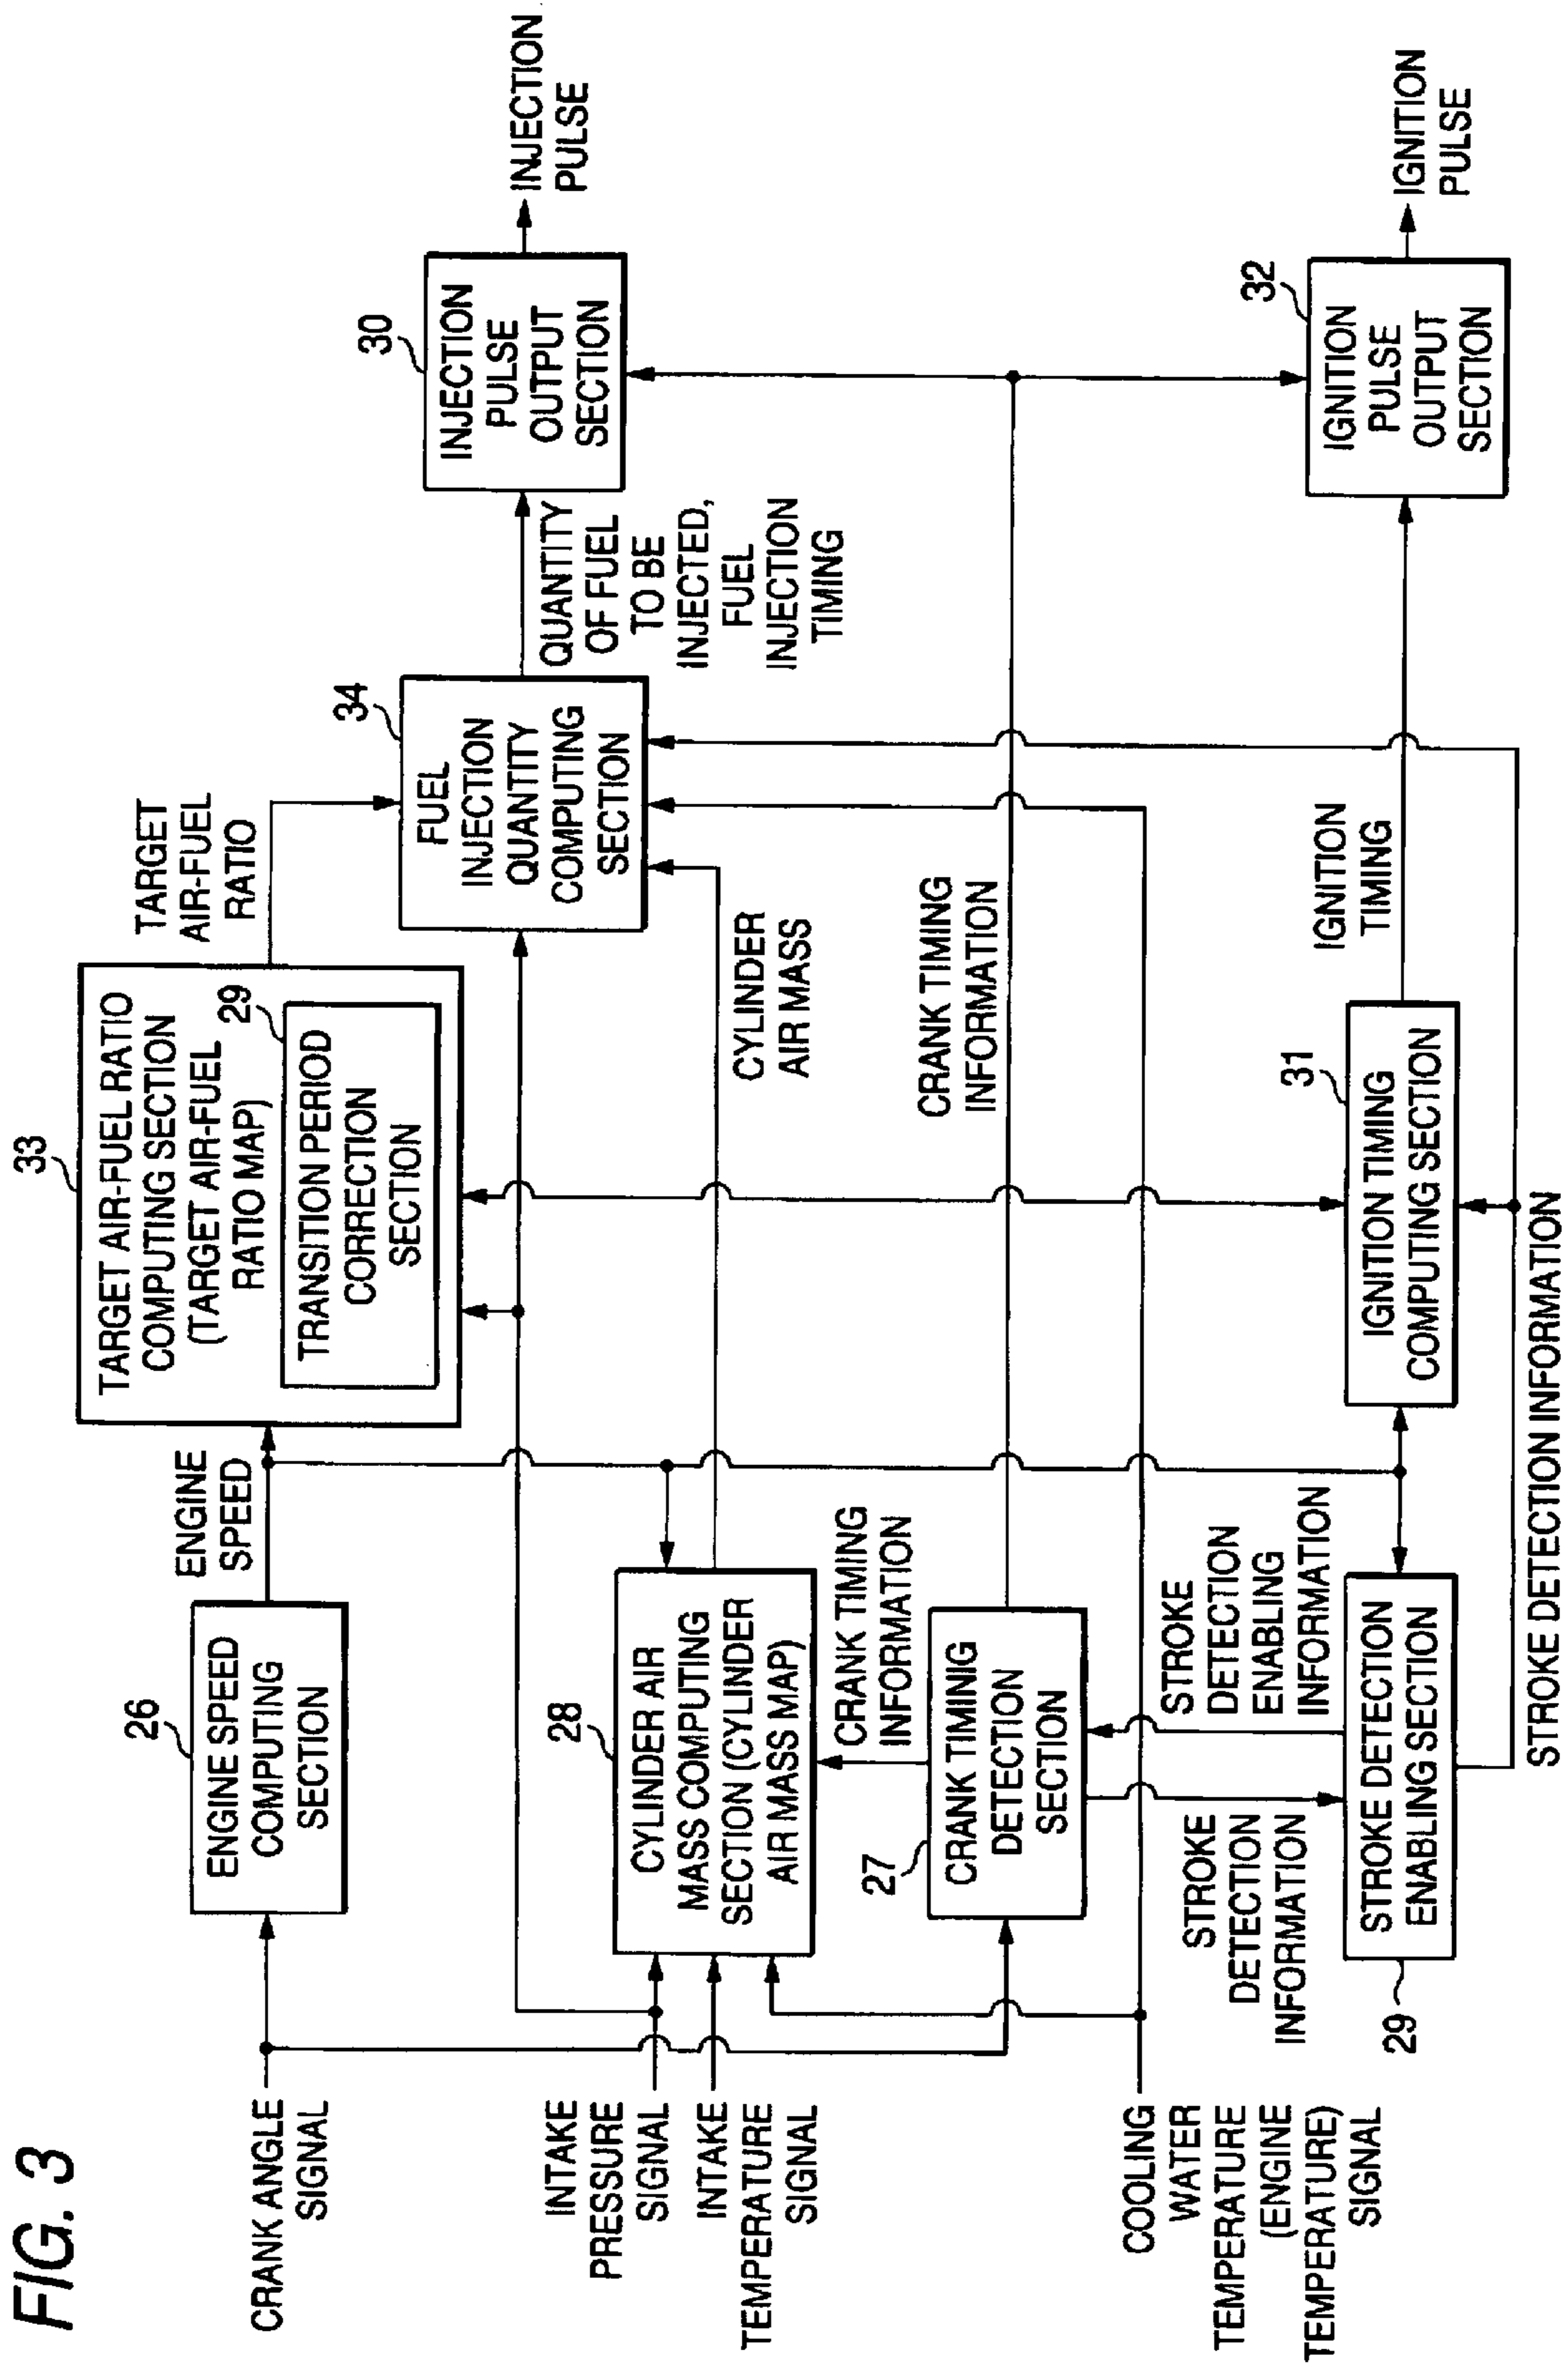 FIG. 3
CRANK ANGLE
SIGNAL
26
ENGINE SPEED
COMPUTING
SECTION
ENGINE
SPEED
33
TARGET AIR-FUEL RATIO
COMPUTING SECTION
(TARGET AIR-FUEL
RATIO MAP)
29
TRANSITION PERIOD
CORRECTION
SECTION
TARGET
AIR-FUEL
RATIO
34
FUEL
INJECTION
QUANTITY
COMPUTING
SECTION
QUANTITY
OF FUEL
TO BE
INJECTED,
FUEL
INJECTION
TIMING
30
INJECTION
PULSE
OUTPUT
SECTION
INJECTION
PULSE
INTAKE
PRESSURE
SIGNAL
INTAKE
TEMPERATURE
SIGNAL
28
CYLINDER AIR
MASS COMPUTING
SECTION (CYLINDER
AIR MASS MAP)
CYLINDER
AIR MASS
CRANK TIMING
INFORMATION
27
CRANK TIMING
DETECTION
SECTION
CRANK TIMING
INFORMATION
COOLING
WATER
TEMPERATURE
(ENGINE
TEMPERATURE)
SIGNAL
STROKE
DETECTION
INFORMATION
STROKE
DETECTION
ENABLING
INFORMATION
29
STROKE DETECTION
ENABLING SECTION
STROKE DETECTION INFORMATION
31
IGNITION TIMING
COMPUTING SECTION
IGNITION
TIMING
32
IGNITION
PULSE
OUTPUT
SECTION
IGNITION
PULSE